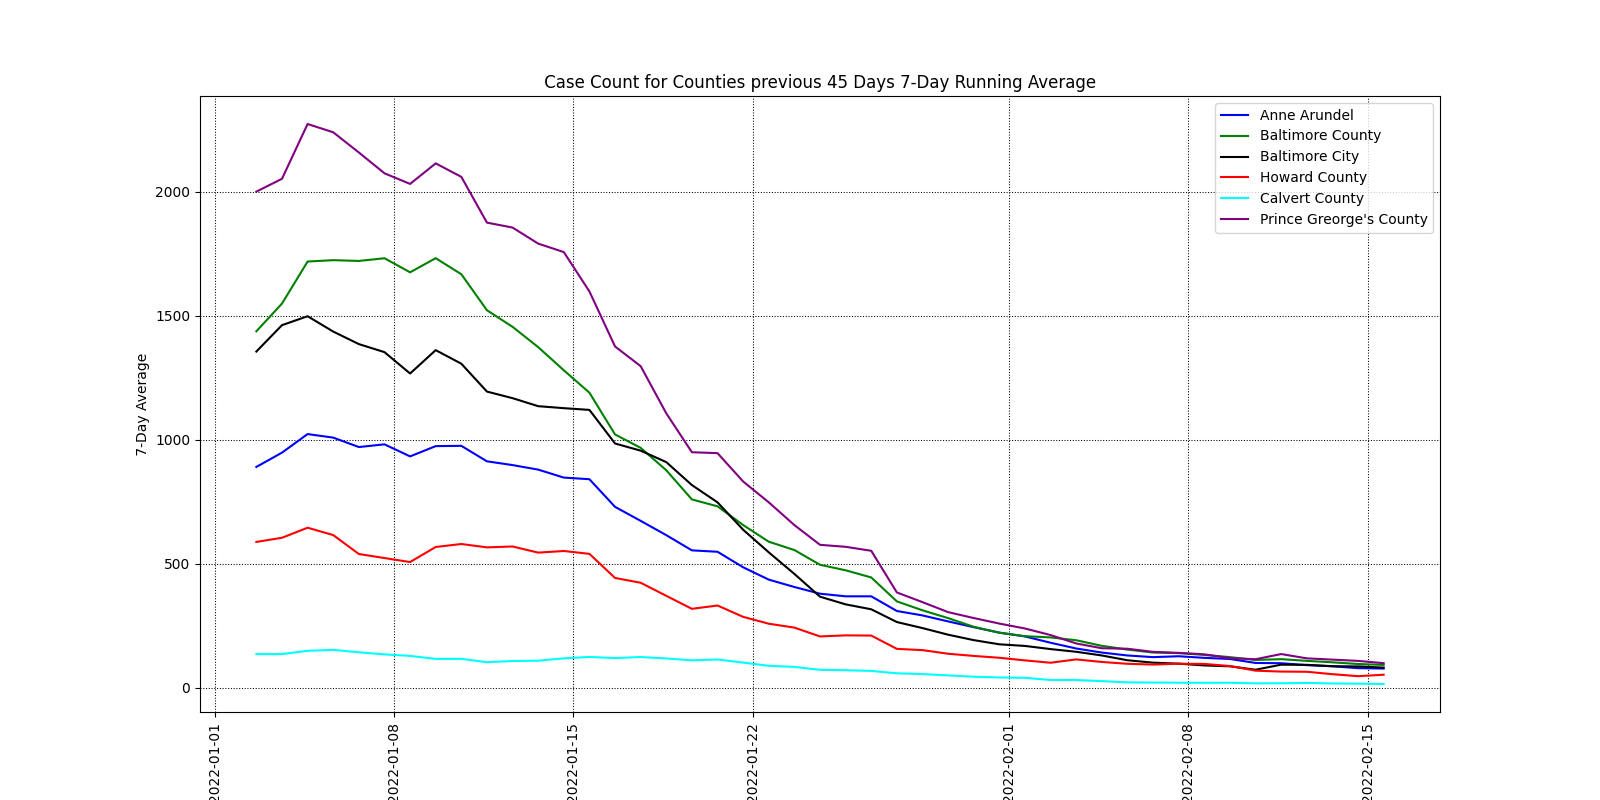 Case Count for Counties previous 45 Days 7-Day Running Average
Anne Arundel
Baltimore County
Baltimore City
Howard County
Calvert County
Prince Greorge's County
7-Day Average
2000
1500
1000
500
0
2022-01-01
2022-01-08
2022-01-15
2022-01-22
2022-02-01
2022-02-08
2022-02-15